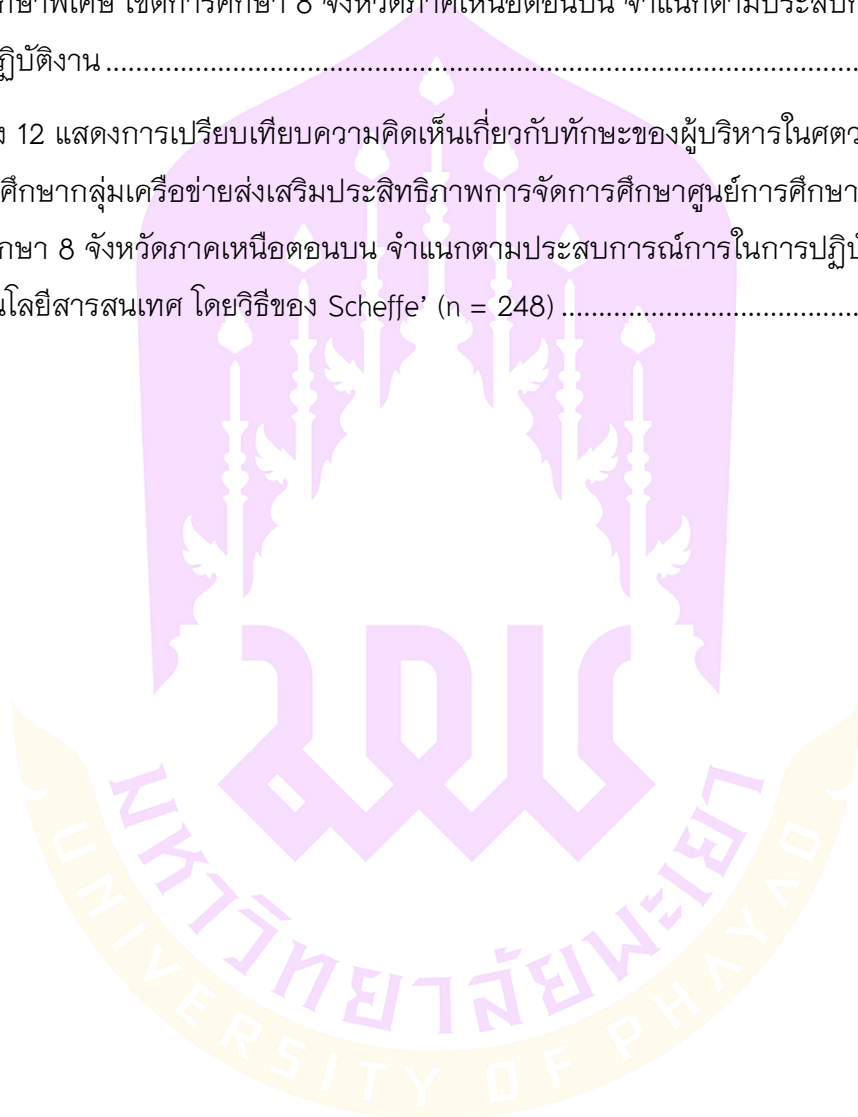 กษาพิเศษ เขตการศึกษา 8 จังหวัดภาคเหนือตอนบน จำแนกตามประสบก
ฏิบัติงาน
ง 12 แสดงการเปรียบเทียบความคิดเห็นเกี่ยวกับทักษะของผู้บริหารในศตว
ศึกษากลุ่มเครือข่ายส่งเสริมประสิทธิภาพการจัดการศึกษาศูนย์การศึกษา
กษา 8 จังหวัดภาคเหนือตอนบน จำแนกตามประสบการณ์การในการปฏิบั
นโลยีสารสนเทศ โดยวิธีของ Scheffe’ (n = 248)
มหาวิทยาลัยพะเยา
UNIVERSITY OF PHAYAO